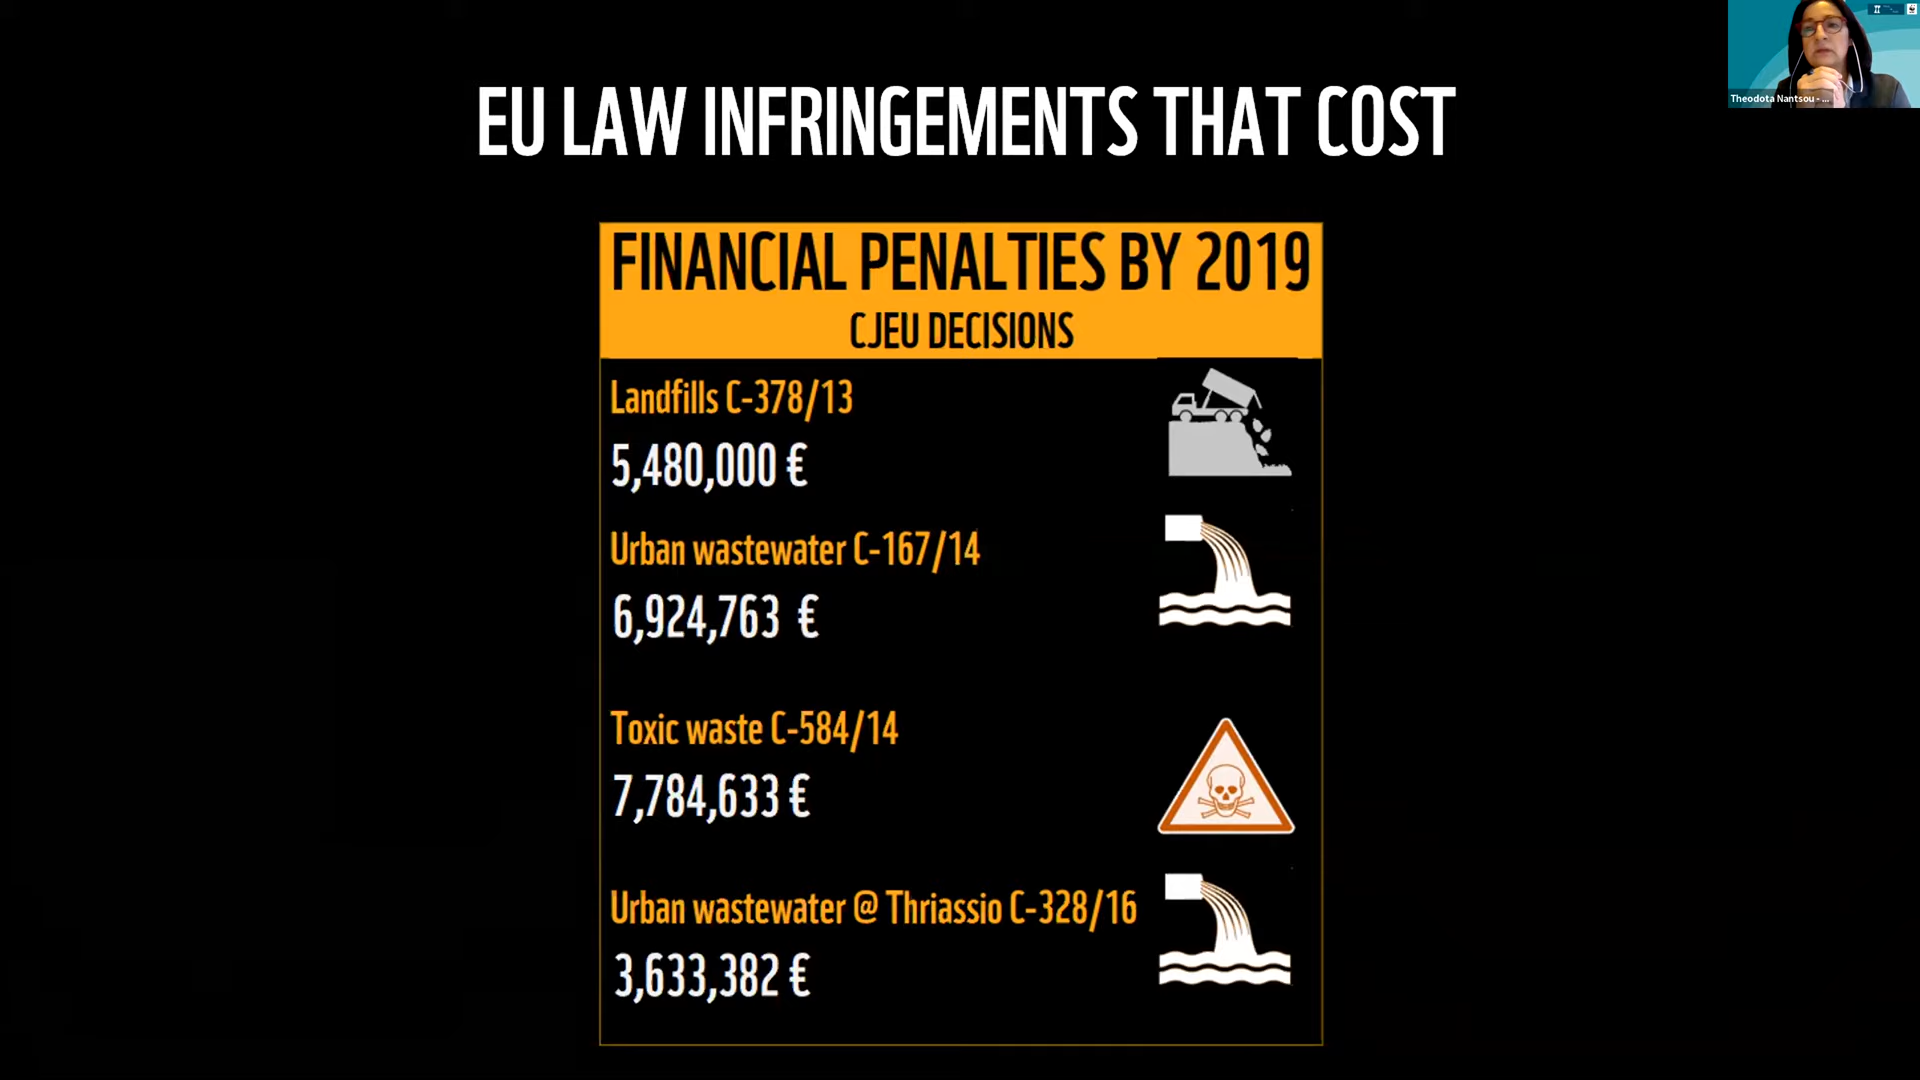 EU LAW INFRINGEMENTS THAT COST
FINANCIAL PENALTIES BY 2019
CJEU DECISIONS
Landfills C-378/13
5,480,000 €
Urban wastewater C-167/14
6,924,763 €
Toxic waste C-584/14
7,784,633 €
Urban wastewater @ Thriassio C-328/16
3,633,382 €
Theodota Nantsou - ...